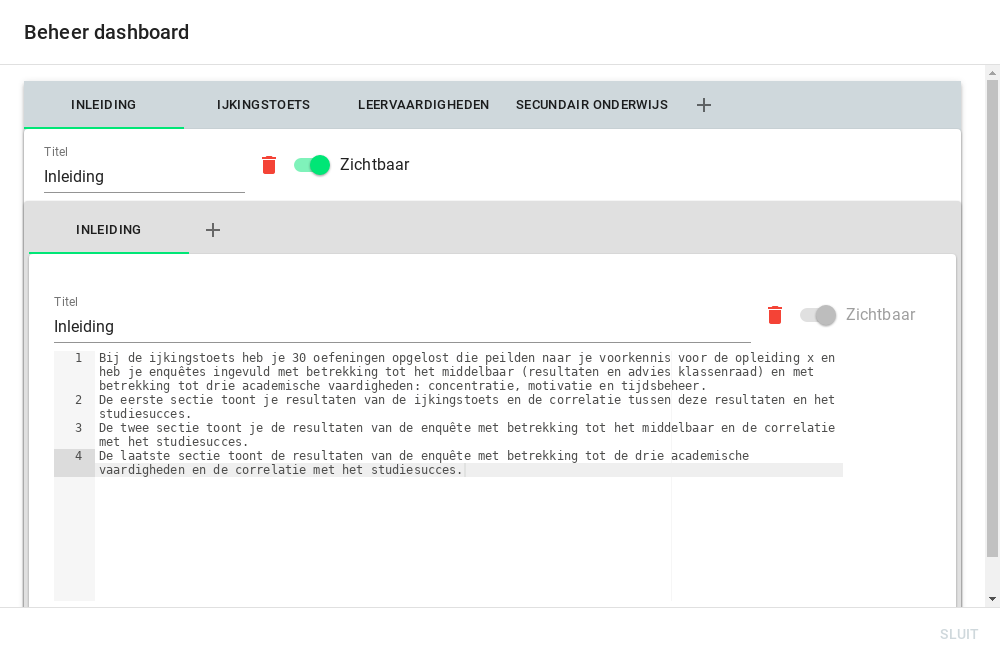 Beheer dashboard
INLEIDING IJKINGSTOETS LEERVAARDIGHEDEN SECUNDAIR ONDERWIJS
Titel
Inleiding
Zichtbaar
INLEIDING
Titel
Inleiding
Zichtbaar
1 Bij de ijkingstoets heb je 30 oefeningen opgelost die peilden naar je voorkennis voor de opleiding x en
heb je enquêtes ingevuld met betrekking tot het middelbaar (resultaten en advies klassenraad) en met
betrekking tot drie academische vaardigheden: concentratie, motivatie en tijdsbeheer.
2 De eerste sectie toont je resultaten van de ijkingstoets en de correlatie tussen deze resultaten en het
studiesucces.
3 De twee sectie toont je de resultaten van de enquête met betrekking tot het middelbaar en de correlatie
met het studiesucces.
4 De laatste sectie toont de resultaten van de enquête met betrekking tot de drie academische
vaardigheden en de correlatie met het studiesucces.
SLUIT